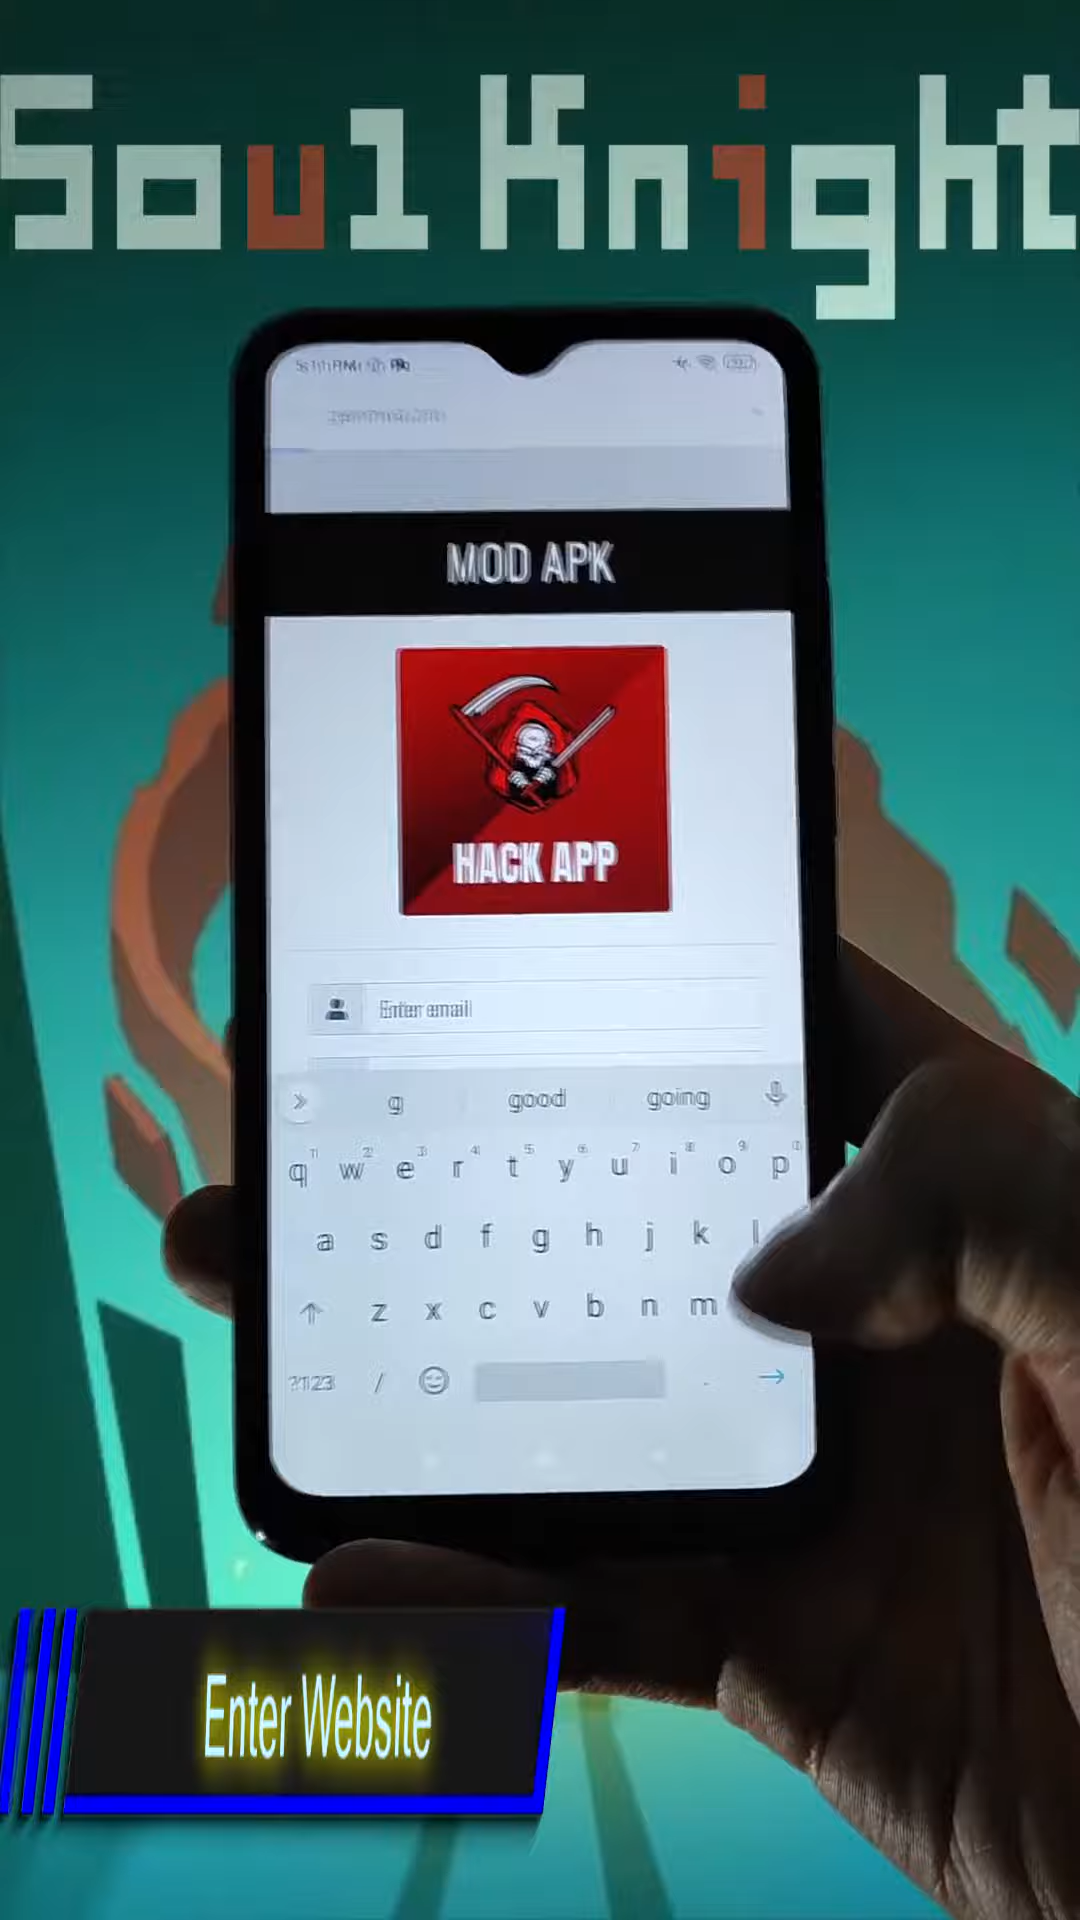 Soul Knight
MOD APK
HACK APP
Enter email
g good going
q w e r t y u i o p
a s d f g h j k l
z x c v b n m
?123 / .
Enter Website